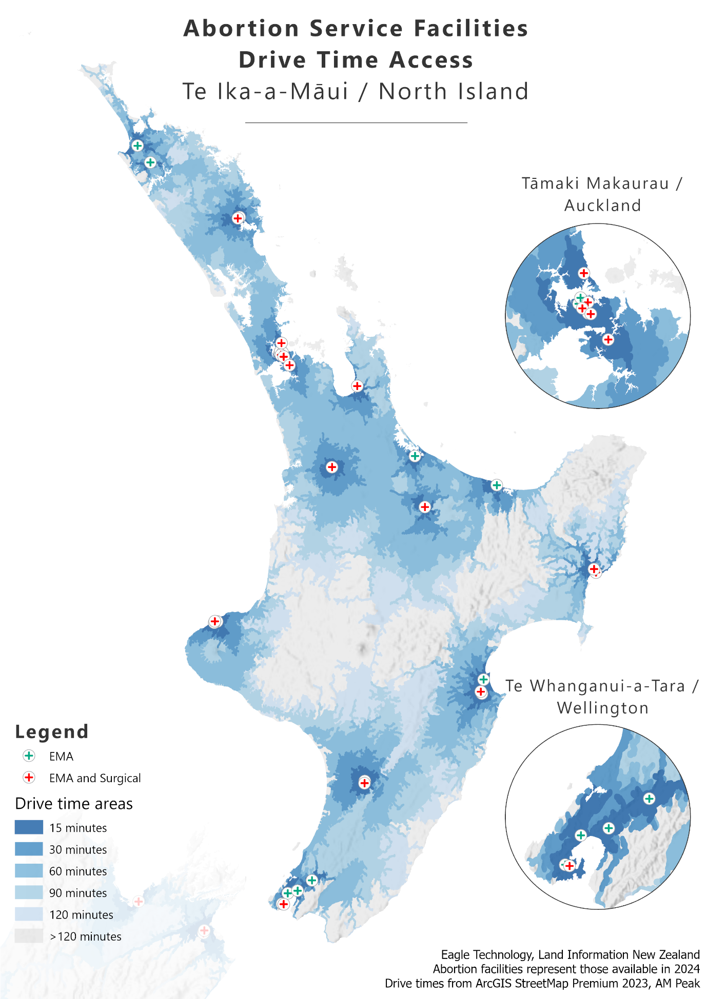 Abortion Service Facilities
Drive Time Access
Te Ika-a-Māui / North Island
Tāmaki Makaurau /
Auckland
Te Whanganui-a-Tara /
Wellington
Legend
EMA
EMA and Surgical
Drive time areas
15 minutes
30 minutes
60 minutes
90 minutes
120 minutes
>120 minutes
Eagle Technology, Land Information New Zealand
Abortion facilities represent those available in 2024
Drive times from ArcGIS StreetMap Premium 2023, AM Peak